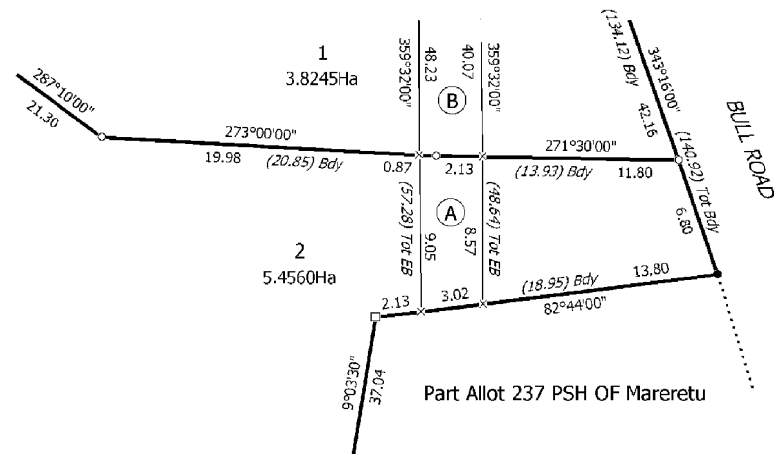 1
3.8245Ha
287°10'00"
21.30
273°00'00"
19.98
(20.85) Bdy
0.87
2.13
359°32'00"
48.23
40.07
359°32'00"
B
271°30'00"
(13.93) Bdy
11.80
(134.12) Bdy
343°16'00"
42.16
(140.92) Tot Bdy
6.80
BULL ROAD
A
(57.28) Tot EB
9.05
8.57
(48.64) Tot EB
2
5.4560Ha
2.13
3.02
(18.95) Bdy
13.80
82°44'00"
9°03'30"
37.04
Part Allot 237 PSH OF Mareretu